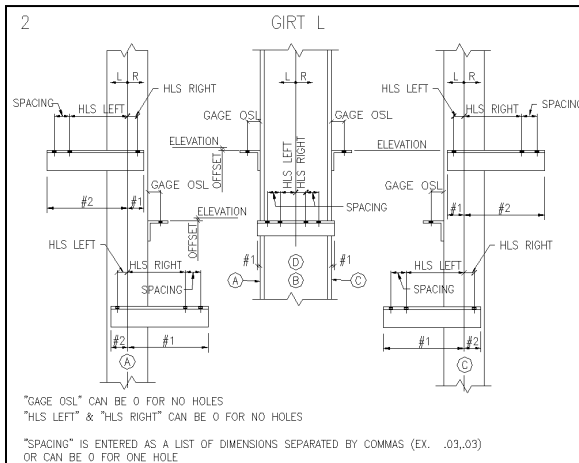 2
GIRT L
L R
L R
L R
HLS RIGHT
HLS LEFT
SPACING
GAGE OSL
GAGE OSL
HLS LEFT
HLS RIGHT
SPACING
ELEVATION
OFFSET
HLS LEFT
HLS RIGHT
ELEVATION
#2
#1
GAGE OSL
SPACING
GAGE OSL
#1
#2
ELEVATION
OFFSET
HLS LEFT
HLS RIGHT
SPACING
#1
D
#1
A
B
C
HLS RIGHT
HLS LEFT
SPACING
#2
#1
#1
#2
A
C
"GAGE OSL" CAN BE 0 FOR NO HOLES
"HLS LEFT" & "HLS RIGHT" CAN BE 0 FOR NO HOLES
"SPACING" IS ENTERED AS A LIST OF DIMENSIONS SEPARATED BY COMMAS (EX. .03,.03)
OR CAN BE 0 FOR ONE HOLE